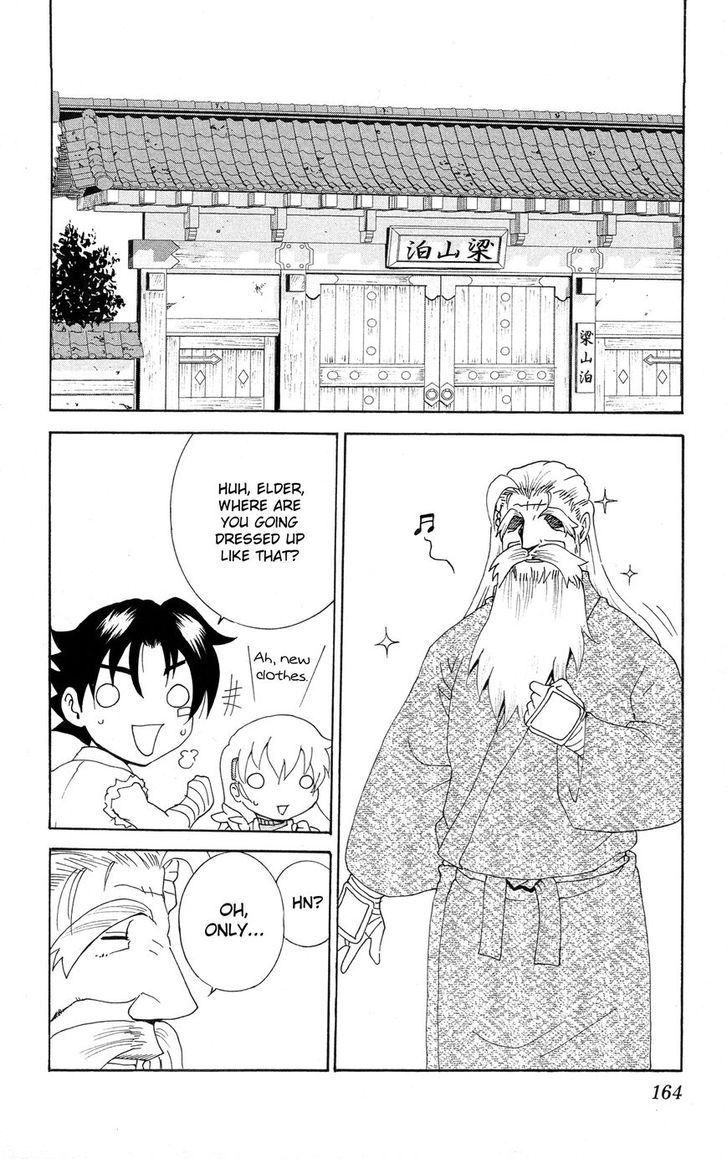 泊山梁
梁山泊
HUH, ELDER,
WHERE ARE
YOU GOING
DRESSED UP
LIKE THAT?
Ah, new
clothes.
HN?
OH,
ONLY...
164